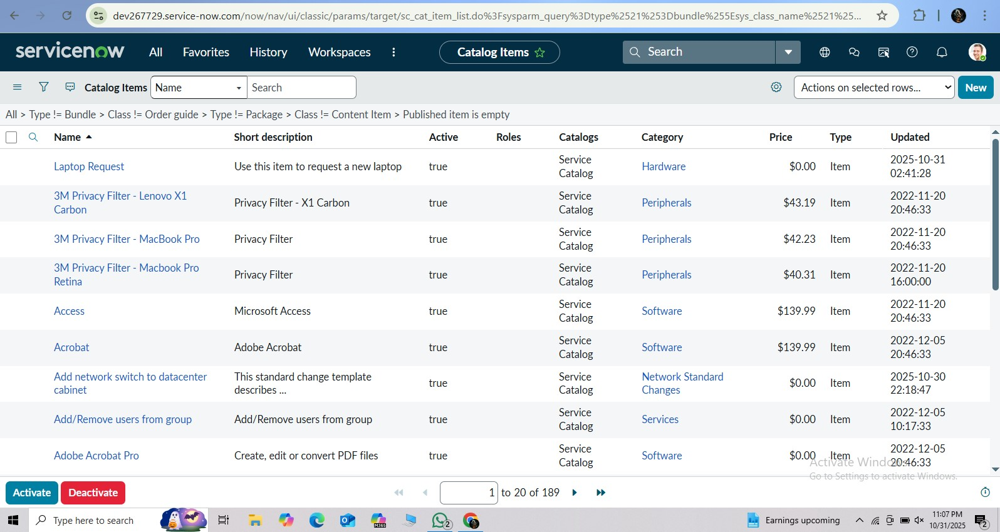 dev267729.service-now.com/now/nav/ui/classic/params/target/sc_cat_item_list.do%3Fsysparm_query%3Dtype%2521%253Dbundle%255Esys_class_name%2521%25...
servicenow All Favorites History Workspaces Catalog Items Search
Catalog Items Name Search Actions on selected rows... New
All > Type != Bundle > Class != Order guide > Type != Package > Class != Content Item > Published item is empty
Name Short description Active Roles Catalogs Category Price Type Updated
Laptop Request Use this item to request a new laptop true Service Catalog Hardware $0.00 Item 2025-10-31 02:41:28
3M Privacy Filter - Lenovo X1 Carbon Privacy Filter - X1 Carbon true Service Catalog Peripherals $43.19 Item 2022-11-20 20:46:33
3M Privacy Filter - MacBook Pro Privacy Filter true Service Catalog Peripherals $42.23 Item 2022-11-20 20:46:33
3M Privacy Filter - Macbook Pro Retina Privacy Filter true Service Catalog Peripherals $40.31 Item 2022-11-20 16:00:00
Access Microsoft Access true Service Catalog Software $139.99 Item 2022-11-20 20:46:33
Acrobat Adobe Acrobat true Service Catalog Software $139.99 Item 2022-12-05 20:46:33
Add network switch to datacenter cabinet This standard change template describes ... true Service Catalog Network Standard Changes $0.00 Item 2025-10-30 22:18:47
Add/Remove users from group Add/Remove users from group true Service Catalog Services $0.00 Item 2022-12-05 10:17:33
Adobe Acrobat Pro Create, edit or convert PDF files true Service Catalog Software $0.00 Item 2022-12-05 20:46:33
Activate Windows
Go to Settings to activate Windows.
Activate Deactivate 1 to 20 of 189
Type here to search M365 2 Earnings upcoming 11:07 PM 10/31/2025 2